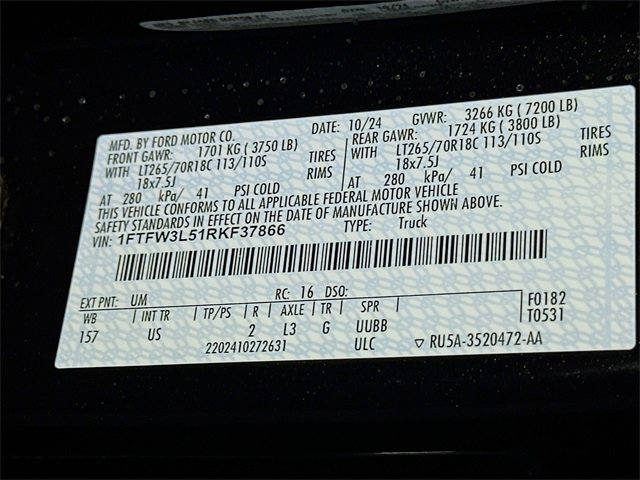 MFD. BY FORD MOTOR CO.
DATE: 10/24 GVWR: 3266 KG ( 7200 LB)
FRONT GAWR: 1701 KG ( 3750 LB)
WITH LT265/70R18C 113/110S TIRES
18x7.5J RIMS
AT 280 kPa/ 41 PSI COLD
REAR GAWR: 1724 KG ( 3800 LB)
WITH LT265/70R18C 113/110S TIRES
18x7.5J RIMS
AT 280 kPa/ 41 PSI COLD
THIS VEHICLE CONFORMS TO ALL APPLICABLE FEDERAL MOTOR VEHICLE
SAFETY STANDARDS IN EFFECT ON THE DATE OF MANUFACTURE SHOWN ABOVE.
VIN: 1FTFW3L51RKF37866 TYPE: Truck
EXT PNT: UM RC: 16 DSO:
WB INT TR TP/PS R AXLE TR SPR
157 US 2 L3 G UUBB
2202410272631 ULC
F0182
T0531
RU5A-3520472-AA